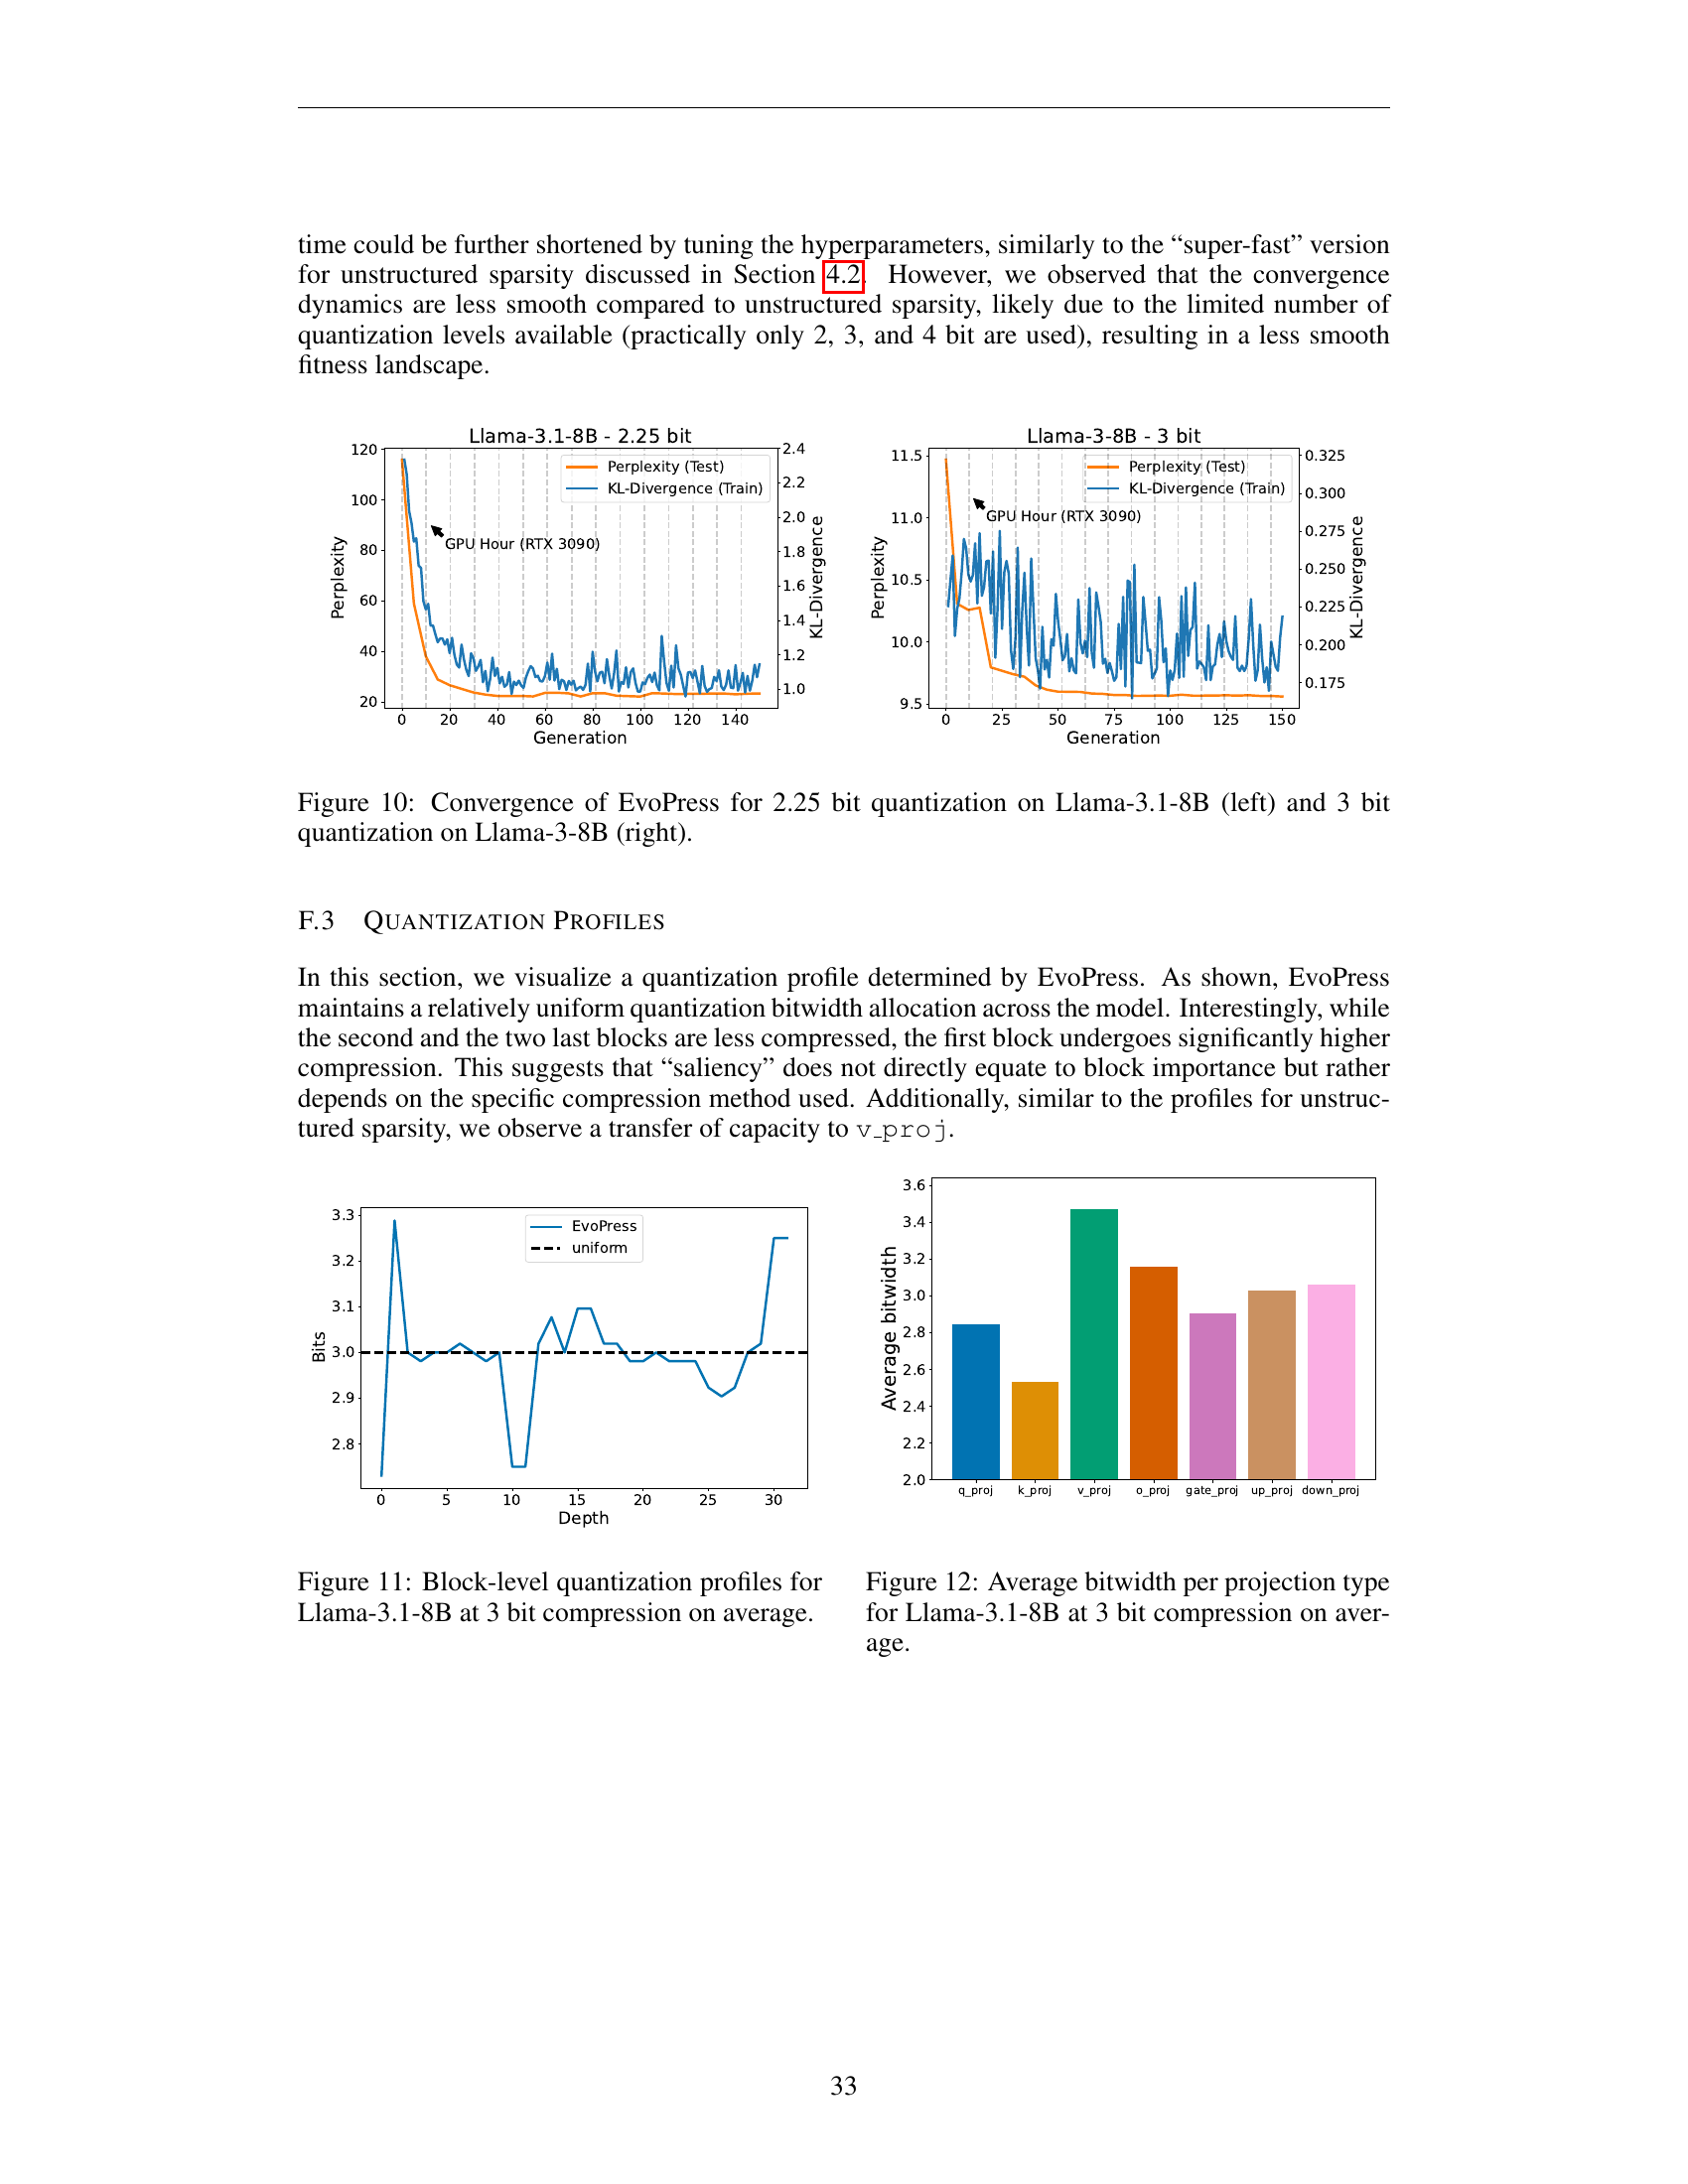 time could be further shortened by tuning the hyperparameters, similarly to the “super-fast” version
for unstructured sparsity discussed in Section 4.2. However, we observed that the convergence
dynamics are less smooth compared to unstructured sparsity, likely due to the limited number of
quantization levels available (practically only 2, 3, and 4 bit are used), resulting in a less smooth
fitness landscape.
Llama-3.1-8B - 2.25 bit
120
100
80
60
40
20
Perplexity
2.4
2.2
2.0
1.8
1.6
1.4
1.2
1.0
KL-Divergence
Perplexity (Test)
KL-Divergence (Train)
GPU Hour (RTX 3090)
0 20 40 60 80 100 120 140
Generation
Llama-3-8B - 3 bit
11.5
11.0
10.5
10.0
9.5
Perplexity
0.325
0.300
0.275
0.250
0.225
0.200
0.175
KL-Divergence
Perplexity (Test)
KL-Divergence (Train)
GPU Hour (RTX 3090)
0 25 50 75 100 125 150
Generation
Figure 10: Convergence of EvoPress for 2.25 bit quantization on Llama-3.1-8B (left) and 3 bit
quantization on Llama-3-8B (right).
F.3 QUANTIZATION PROFILES
In this section, we visualize a quantization profile determined by EvoPress. As shown, EvoPress
maintains a relatively uniform quantization bitwidth allocation across the model. Interestingly, while
the second and the two last blocks are less compressed, the first block undergoes significantly higher
compression. This suggests that “saliency” does not directly equate to block importance but rather
depends on the specific compression method used. Additionally, similar to the profiles for unstruc-
tured sparsity, we observe a transfer of capacity to v_proj.
3.3
3.2
3.1
3.0
2.9
2.8
Bits
EvoPress
uniform
0 5 10 15 20 25 30
Depth
Figure 11: Block-level quantization profiles for
Llama-3.1-8B at 3 bit compression on average.
3.6
3.4
3.2
3.0
2.8
2.6
2.4
2.2
2.0
Average bitwidth
q_proj k_proj v_proj o_proj gate_proj up_proj down_proj
Figure 12: Average bitwidth per projection type
for Llama-3.1-8B at 3 bit compression on aver-
age.
33